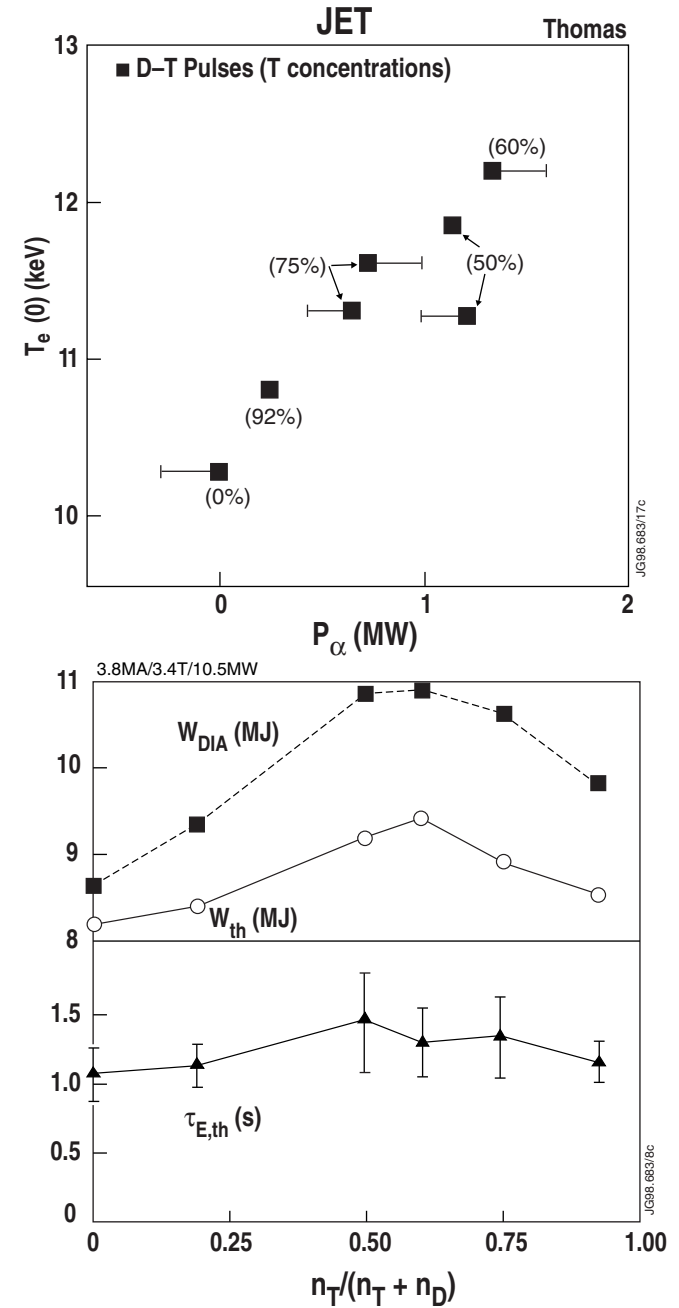 JET
Thomas
■ D–T Pulses (T concentrations)
13
12
11
10
T_e (0) (keV)
(60%)
(75%)
(50%)
(92%)
(0%)
0
1
2
P_α (MW)
JG98.683/17c
3.8MA/3.4T/10.5MW
11
10
9
8
W_DIA (MJ)
W_th (MJ)
1.5
1.0
0.5
0
τ_E,th (s)
0
0.25
0.50
0.75
1.00
n_T/(n_T + n_D)
JG98.683/8c